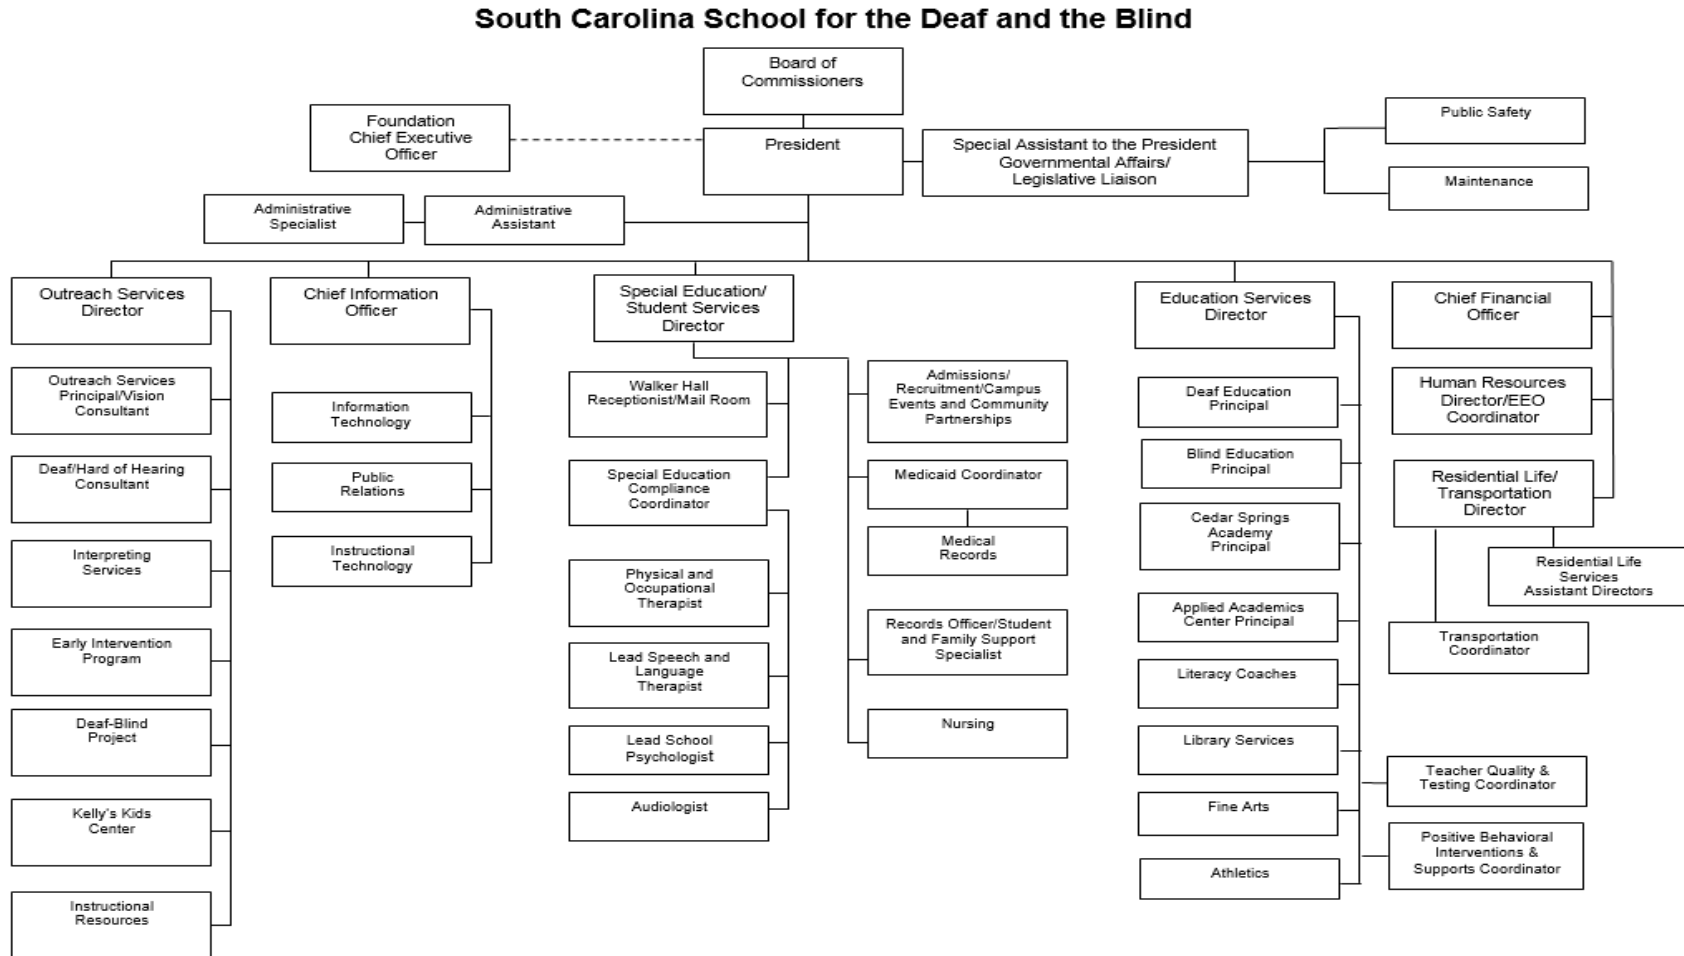 South Carolina School for the Deaf and the Blind
Board of
Commissioners
Foundation
Chief Executive
Officer
President
Special Assistant to the President
Governmental Affairs/
Legislative Liaison
Public Safety
Maintenance
Administrative
Specialist
Administrative
Assistant
Outreach Services
Director
Outreach Services
Principal/Vision
Consultant
Deaf/Hard of Hearing
Consultant
Interpreting
Services
Early Intervention
Program
Deaf-Blind
Project
Kelly's Kids
Center
Instructional
Resources
Chief Information
Officer
Information
Technology
Public
Relations
Instructional
Technology
Special Education/
Student Services
Director
Walker Hall
Receptionist/Mail Room
Special Education
Compliance
Coordinator
Physical and
Occupational
Therapist
Lead Speech and
Language
Therapist
Lead School
Psychologist
Audiologist
Admissions/
Recruitment/Campus
Events and Community
Partnerships
Medicaid Coordinator
Medical
Records
Records Officer/Student
and Family Support
Specialist
Nursing
Education Services
Director
Deaf Education
Principal
Blind Education
Principal
Cedar Springs
Academy
Principal
Applied Academics
Center Principal
Literacy Coaches
Library Services
Fine Arts
Athletics
Teacher Quality &
Testing Coordinator
Positive Behavioral
Interventions &
Supports Coordinator
Chief Financial
Officer
Human Resources
Director/EEO
Coordinator
Residential Life/
Transportation
Director
Residential Life
Services
Assistant Directors
Transportation
Coordinator